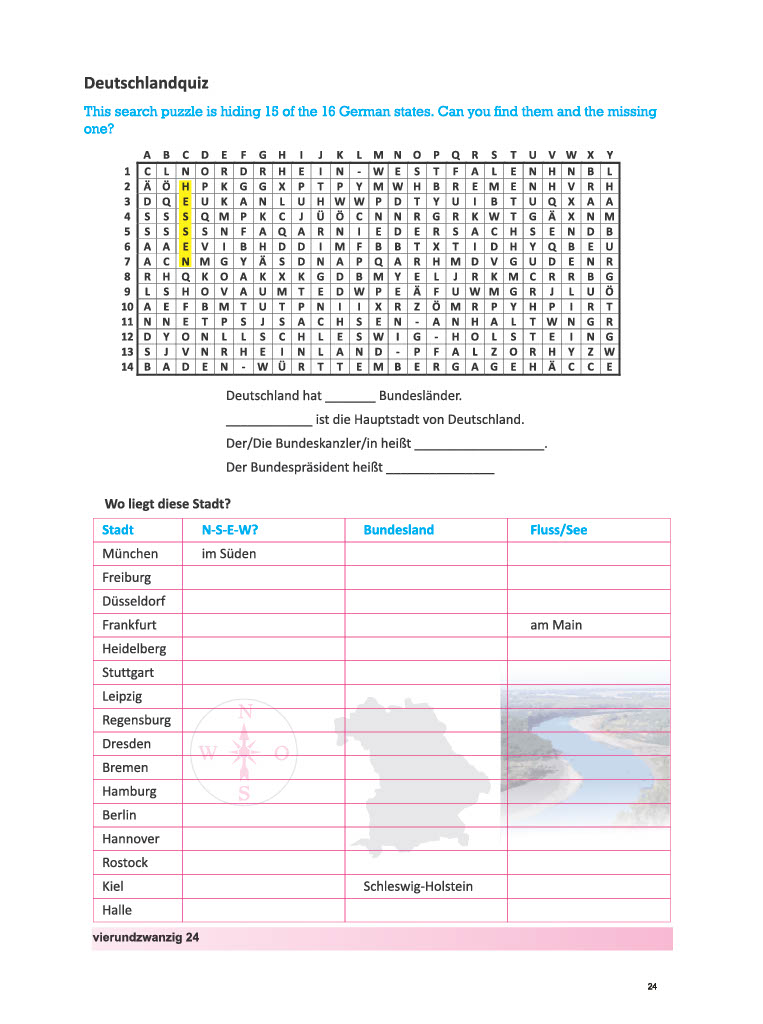 Deutschlandquiz
This search puzzle is hiding 15 of the 16 German states. Can you find them and the missing
one?
A B C D E F G H I J K L M N O P Q R S T U V W X Y
1 C L N O R D R H E I N - W E S T F A L E N H N B L
2 Ä Ö H P K G G X P T P Y M W H B R E M E N H V R H
3 D Q E U K A N L U H W W P D T Y U I B T U Q X A A
4 S S S Q M P K C J Ü Ö C N N R G R K W T G Ä X N M
5 S S S S N F A Q A R N I E D E R S A C H S E N D B
6 A A E V I B H D D I M F B B T X T I D H Y Q B E U
7 A C N M G Y Ä S D N A P Q A R H M D V G U D E N R
8 R H Q K O A K X K G D B M Y E L J R K M C R R B G
9 L S H O V A U M T E D W P E Ä F U W M G R J L U Ö
10 A E F B M T U T P N I I X R Z Ö M R P Y H P I R T
11 N N E T P S J S A C H S E N - A N H A L T W N G R
12 D Y O N L L S C H L E S W I G - H O L S T E I N G
13 S J V N R H E I N L A N D - P F A L Z O R H Y Z W
14 B A D E N - W Ü R T T E M B E R G A G E H Ä C C E
Deutschland hat _______ Bundesländer.
____________ ist die Hauptstadt von Deutschland.
Der/Die Bundeskanzler/in heißt __________________.
Der Bundespräsident heißt _______________
Wo liegt diese Stadt?
Stadt N-S-E-W? Bundesland Fluss/See
München im Süden
Freiburg
Düsseldorf
Frankfurt am Main
Heidelberg
Stuttgart
Leipzig
Regensburg
N
Dresden
W O
Bremen
Hamburg
S
Berlin
Hannover
Rostock
Kiel Schleswig-Holstein
Halle
vierundzwanzig 24
24